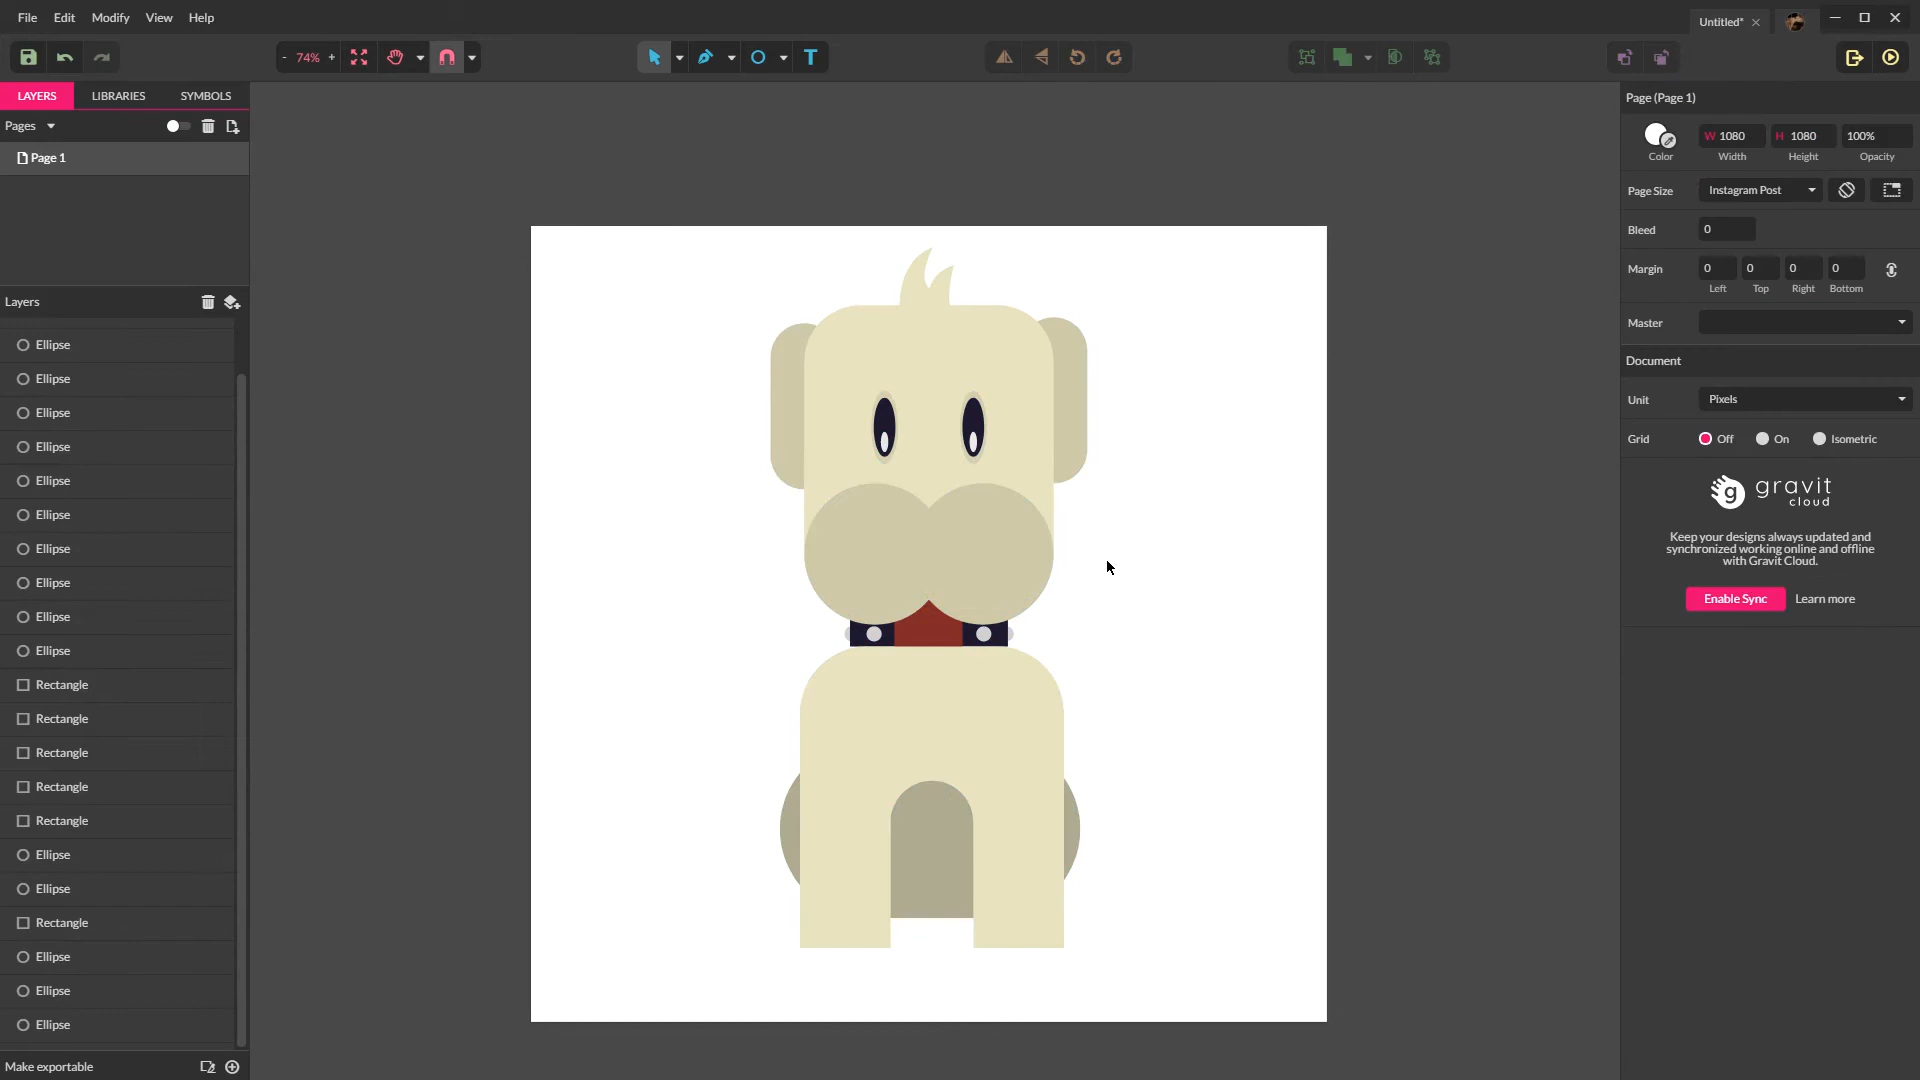 File Edit Modify View Help
Untitled*
- 74% +
T
LAYERS LIBRARIES SYMBOLS
Pages
Page 1
Layers
Ellipse
Ellipse
Ellipse
Ellipse
Ellipse
Ellipse
Ellipse
Ellipse
Ellipse
Ellipse
Rectangle
Rectangle
Rectangle
Rectangle
Rectangle
Ellipse
Ellipse
Rectangle
Ellipse
Ellipse
Ellipse
Make exportable
Page (Page 1)
W 1080 H 1080 100%
Color Width Height Opacity
Page Size Instagram Post
Bleed 0
Margin 0 0 0 0
Left Top Right Bottom
Master
Document
Unit Pixels
Grid Off On Isometric
g gravit
cloud
Keep your designs always updated and
synchronized working online and offline
with Gravit Cloud.
Enable Sync Learn more